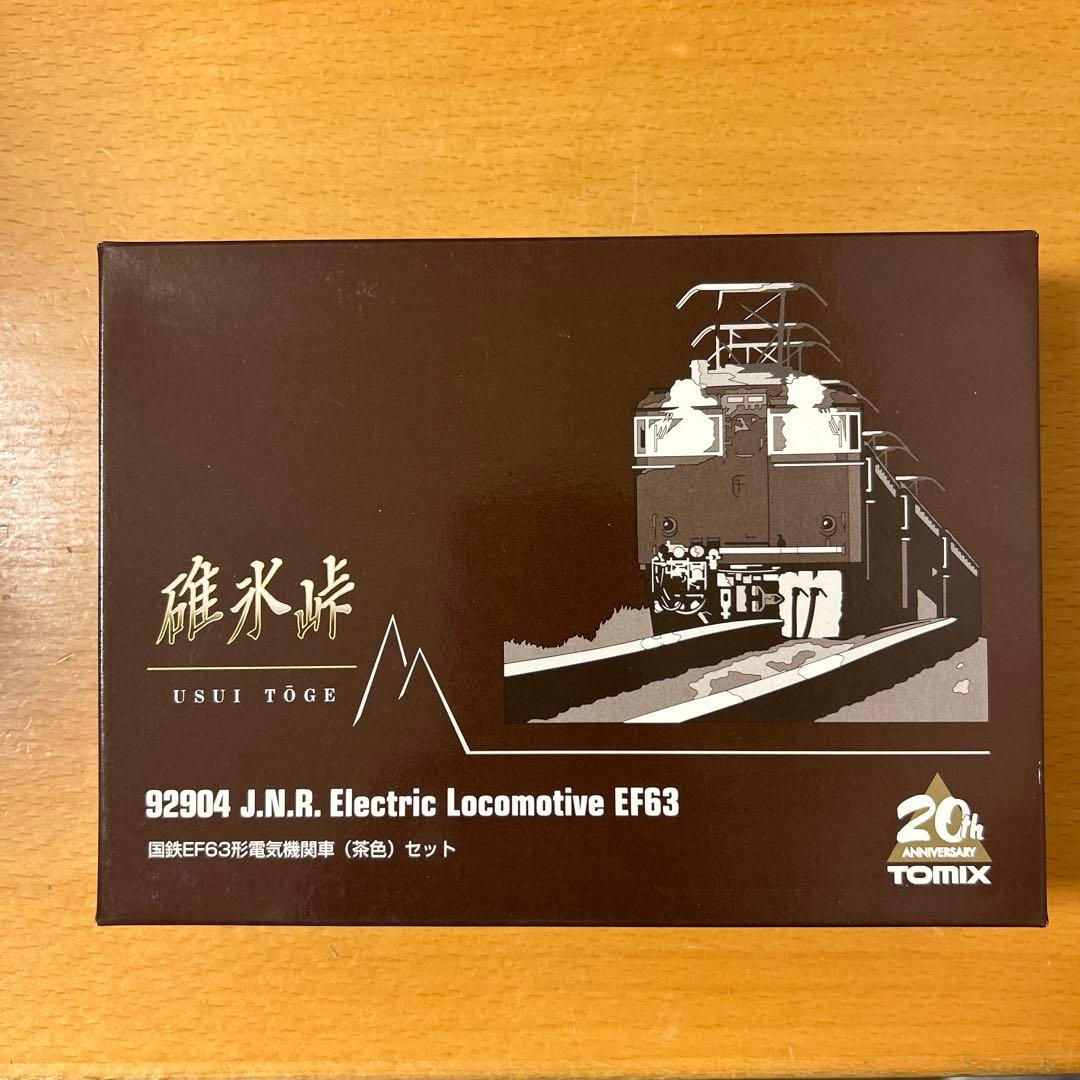 碓氷峠
USUI TŌGE
92904 J.N.R. Electric Locomotive EF63
国鉄EF63形電気機関車（茶色）セット
20th
ANNIVERSARY
TOMIX